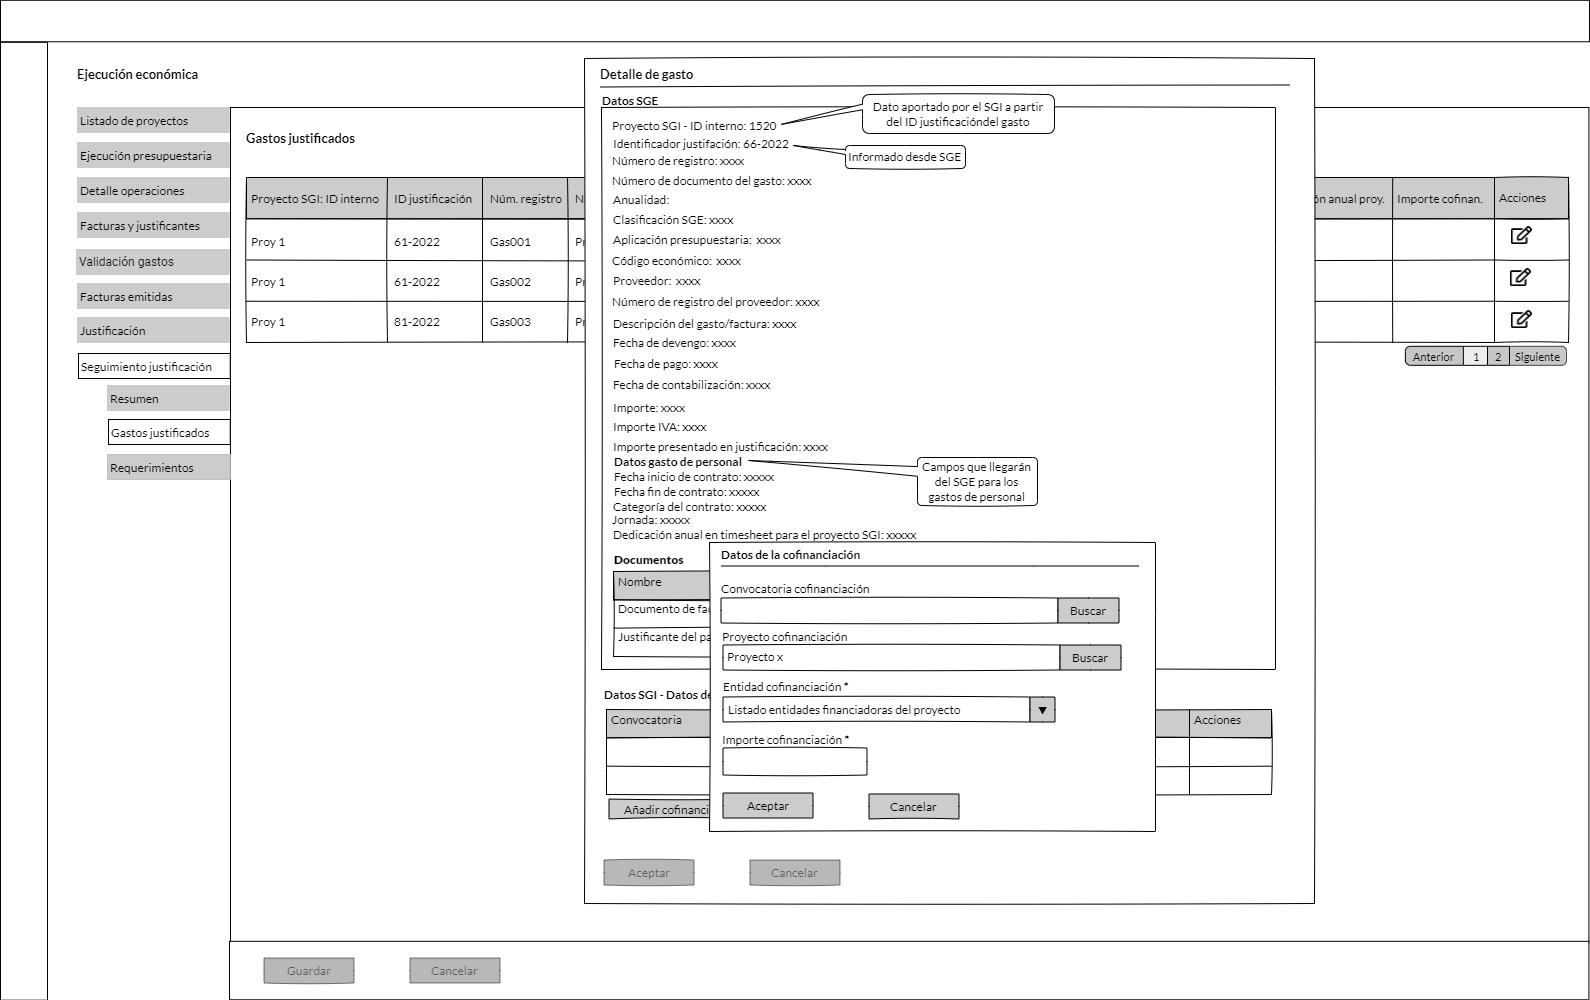 Ejecución económica
Listado de proyectos
Ejecución presupuestaria
Detalle operaciones
Facturas y justificantes
Validación gastos
Facturas emitidas
Justificación
Seguimiento justificación
Resumen
Gastos justificados
Requerimientos
Gastos justificados
Proyecto SGI: ID interno ID justificación Núm. registro N
Proy 1 61-2022 Gas001 Pr
Proy 1 61-2022 Gas002 Pr
Proy 1 81-2022 Gas003 Pr
ón anual proy. Importe cofinan. Acciones
Anterior 1 2 Siguiente
Detalle de gasto
Datos SGE
Proyecto SGI - ID interno: 1520
Dato aportado por el SGI a partir
del ID justificacióndel gasto
Identificador justifación: 66-2022
Informado desde SGE
Número de registro: xxxx
Número de documento del gasto: xxxx
Anualidad:
Clasificación SGE: xxxx
Aplicación presupuestaria: xxxx
Código económico: xxxx
Proveedor: xxxx
Número de registro del proveedor: xxxx
Descripción del gasto/factura: xxxx
Fecha de devengo: xxxx
Fecha de pago: xxxx
Fecha de contabilización: xxxx
Importe: xxxx
Importe IVA: xxxx
Importe presentado en justificación: xxxx
Datos gasto de personal
Campos que llegarán
del SGE para los
gastos de personal
Fecha inicio de contrato: xxxxx
Fecha fin de contrato: xxxxx
Categoría del contrato: xxxxx
Jornada: xxxxx
Dedicación anual en timesheet para el proyecto SGI: xxxxx
Documentos
Nombre
Documento de fac
Justificante del pa
Datos SGI - Datos de
Convocatoria
Acciones
Añadir cofinanci
Aceptar Cancelar
Datos de la cofinanciación
Convocatoria cofinanciación
Buscar
Proyecto cofinanciación
Proyecto x Buscar
Entidad cofinanciación *
Listado entidades financiadoras del proyecto ▼
Importe cofinanciación *
Aceptar Cancelar
Guardar Cancelar